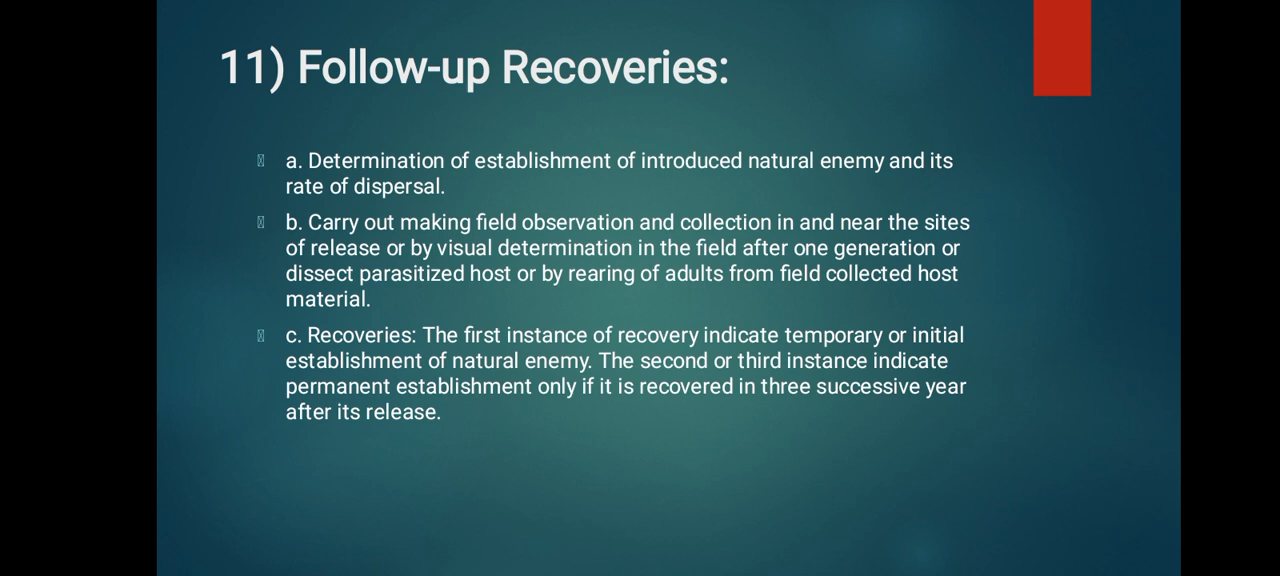 11) Follow-up Recoveries:
a. Determination of establishment of introduced natural enemy and its
rate of dispersal.
b. Carry out making field observation and collection in and near the sites
of release or by visual determination in the field after one generation or
dissect parasitized host or by rearing of adults from field collected host
material.
c. Recoveries: The first instance of recovery indicate temporary or initial
establishment of natural enemy. The second or third instance indicate
permanent establishment only if it is recovered in three successive year
after its release.